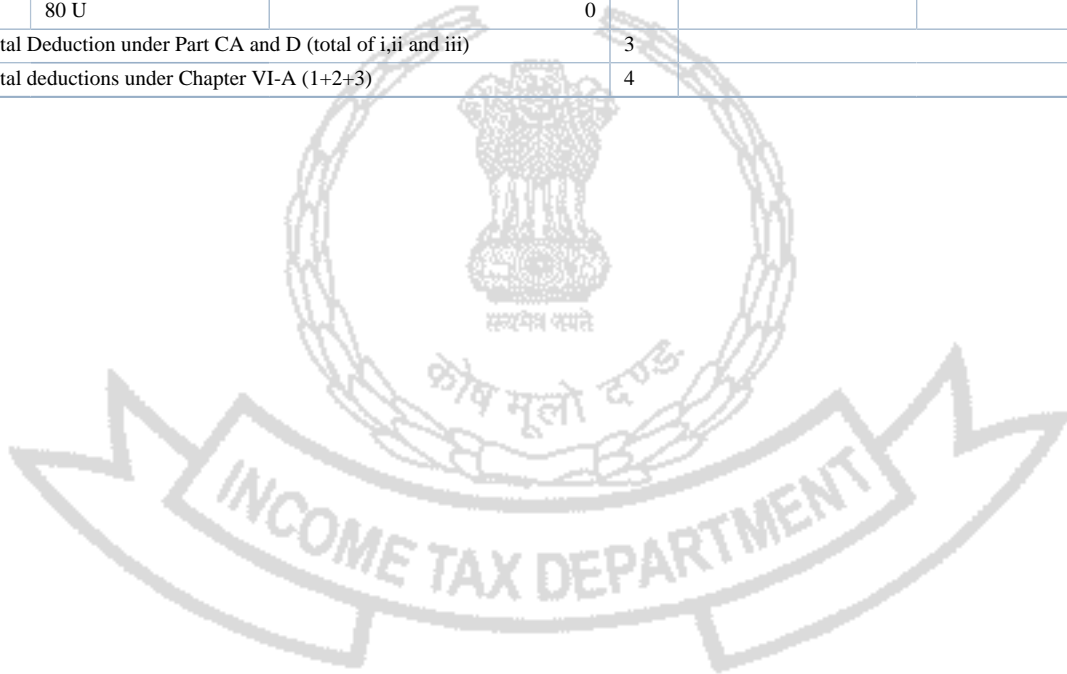 80 U 0
tal Deduction under Part CA and D (total of i,ii and iii) 3
tal deductions under Chapter VI-A (1+2+3) 4
सत्यमेव जयते
कोष मूलो दण्ड:
INCOME TAX DEPARTMENT